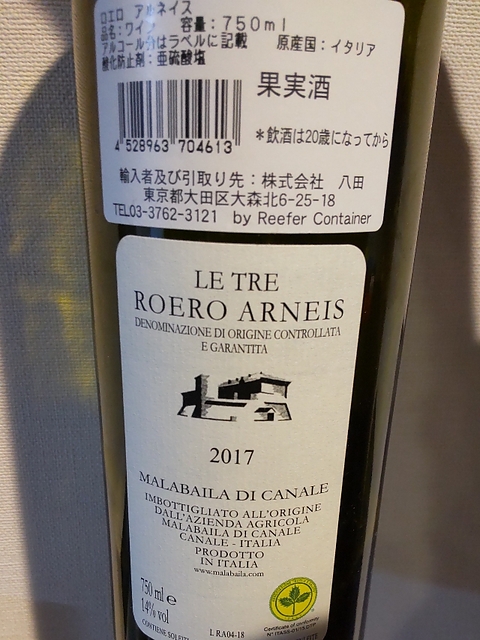 ロエロ アルネイス
品名:ワイン 容量:750ml
アルコール分はラベルに記載 原産国:イタリア
酸化防止剤:亜硫酸塩
果実酒
4 528963 704613
*飲酒は20歳になってから
輸入者及び引取り先:株式会社 八田
東京都大田区大森北6-25-18
TEL03-3762-3121 by Reefer Container
LE TRE
ROERO ARNEIS
DENOMINAZIONE DI ORIGINE CONTROLLATA
E GARANTITA
2017
MALABAILA DI CANALE
IMBOTTIGLIATO ALL'ORIGINE
DALL'AZIENDA AGRICOLA
MALABAILA DI CANALE
CANALE - ITALIA
PRODOTTO
IN ITALIA
www.malabaila.com
750 ml e
14% vol
CONTIENE
L RA04-18
Certificate of conformity